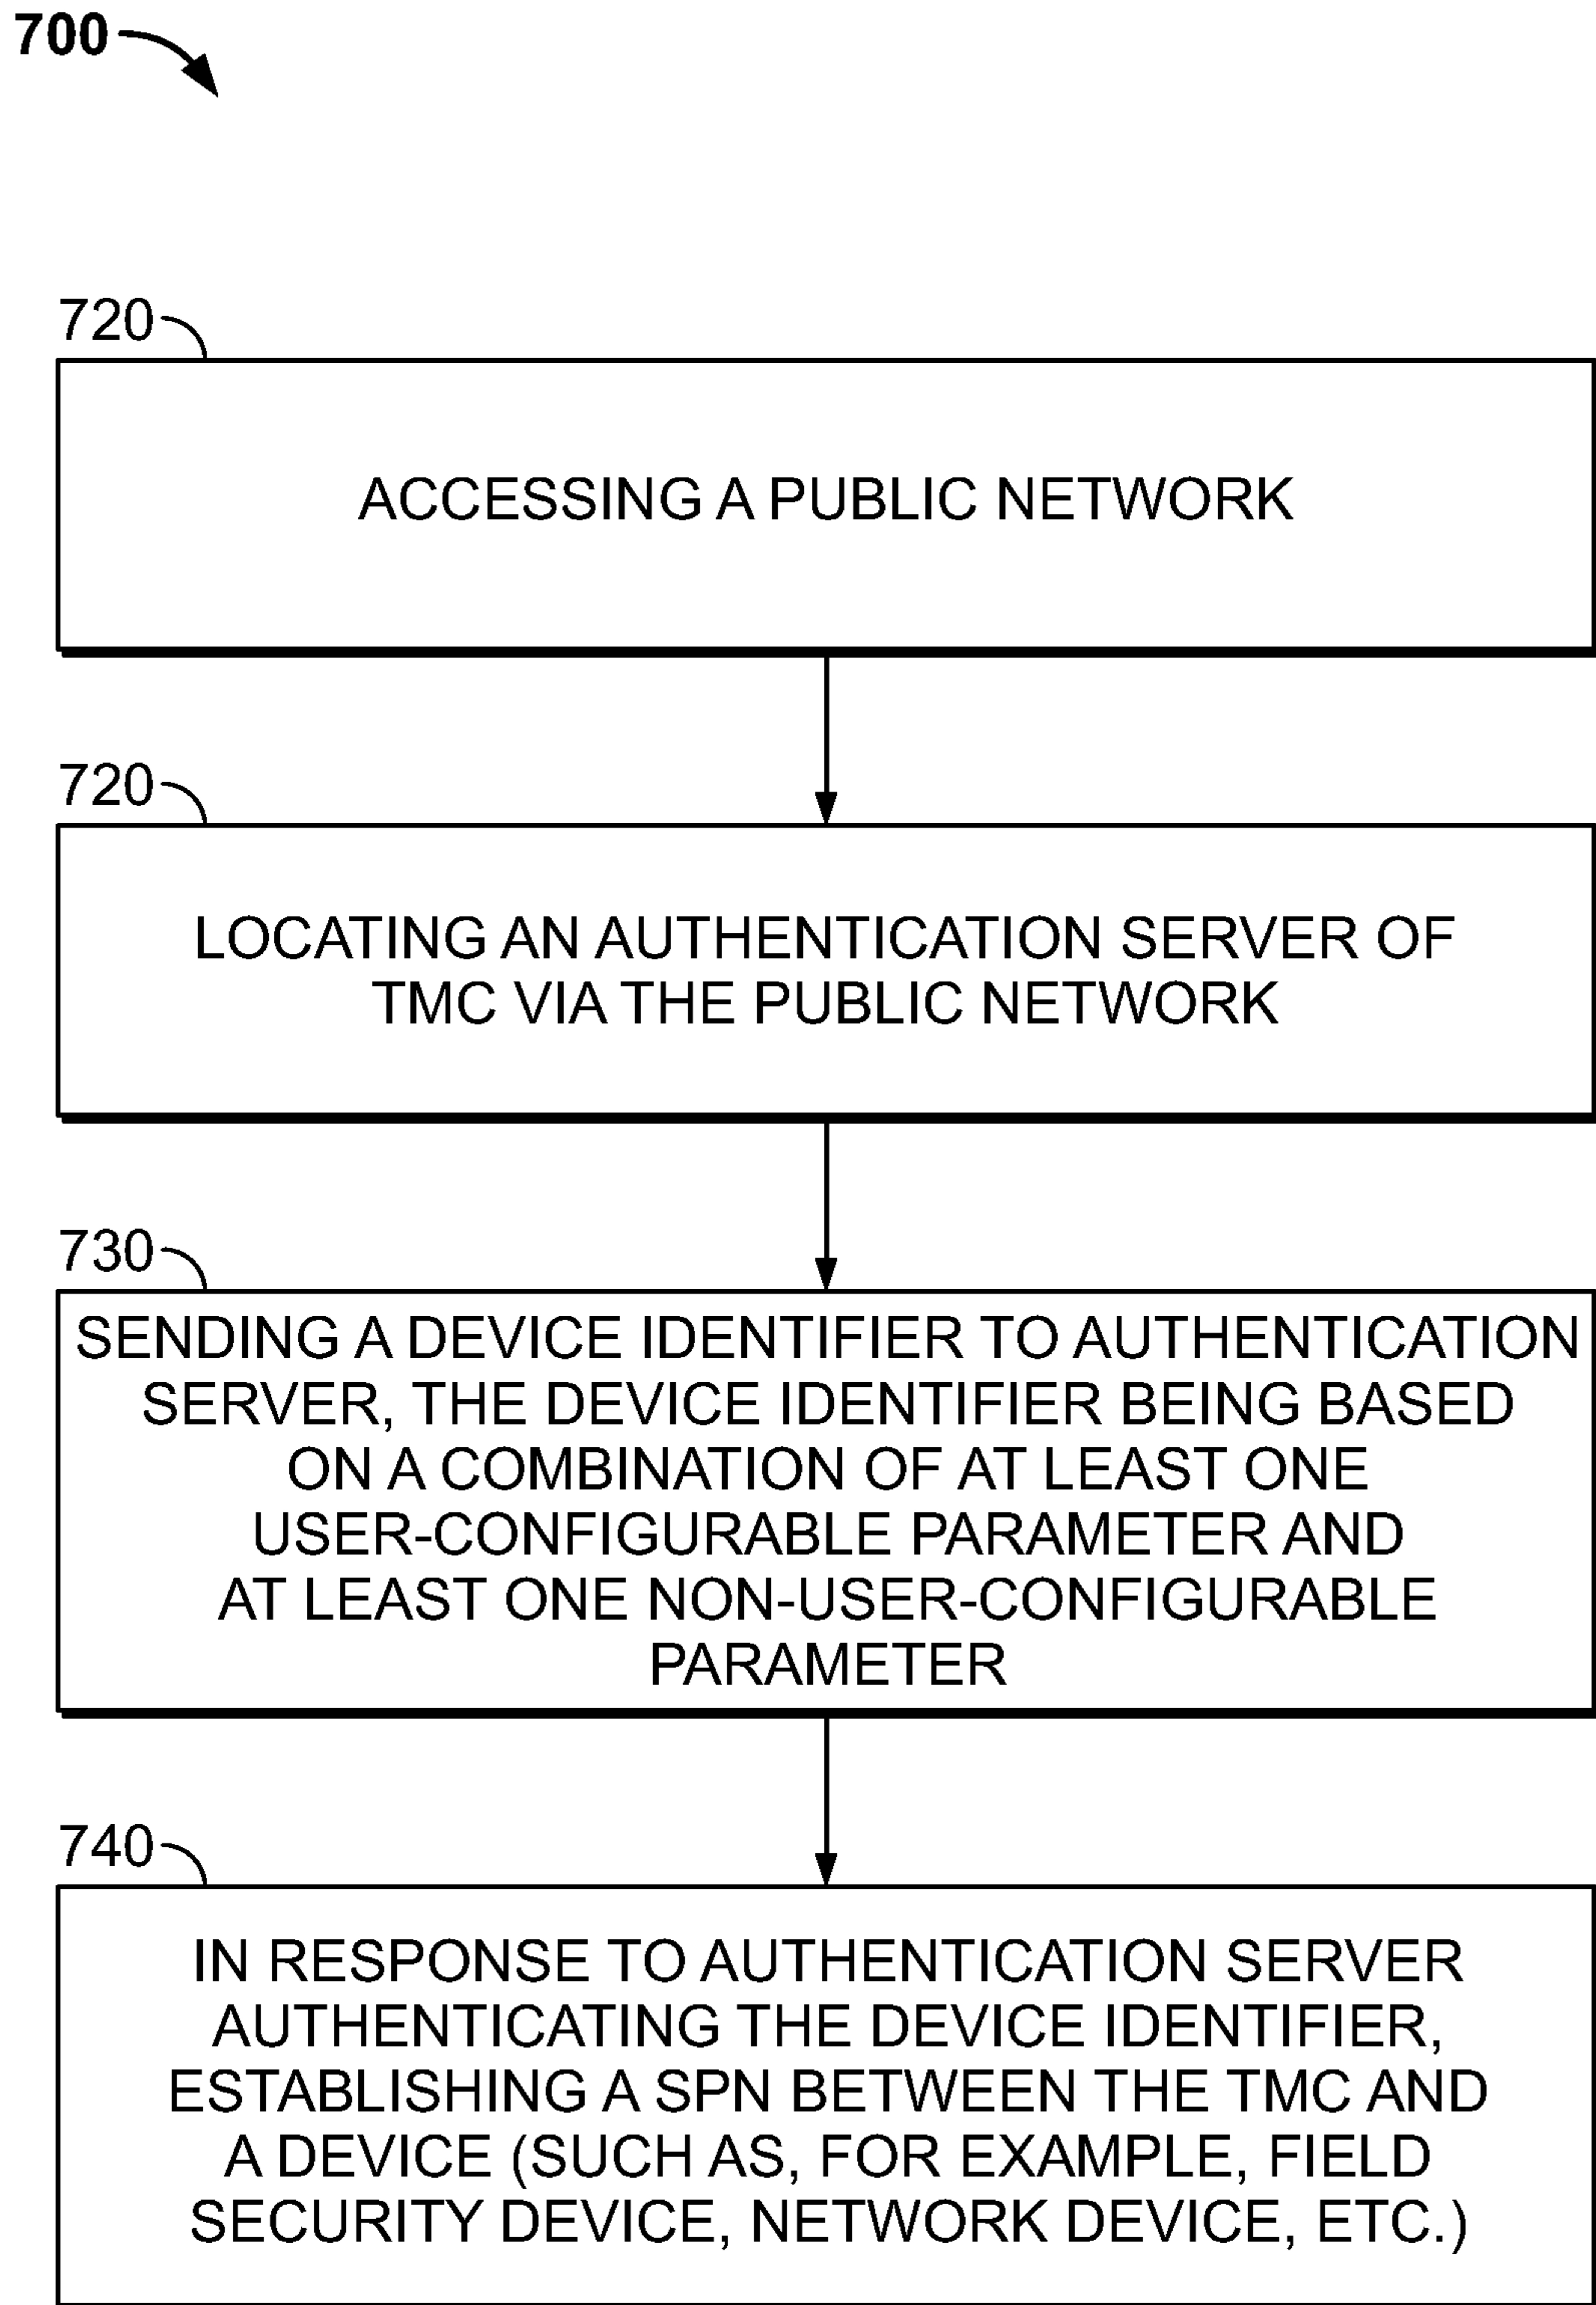 700
720
ACCESSING A PUBLIC NETWORK
720
LOCATING AN AUTHENTICATION SERVER OF
TMC VIA THE PUBLIC NETWORK
730
SENDING A DEVICE IDENTIFIER TO AUTHENTICATION
SERVER, THE DEVICE IDENTIFIER BEING BASED
ON A COMBINATION OF AT LEAST ONE
USER-CONFIGURABLE PARAMETER AND
AT LEAST ONE NON-USER-CONFIGURABLE
PARAMETER
740
IN RESPONSE TO AUTHENTICATION SERVER
AUTHENTICATING THE DEVICE IDENTIFIER,
ESTABLISHING A SPN BETWEEN THE TMC AND
A DEVICE (SUCH AS, FOR EXAMPLE, FIELD
SECURITY DEVICE, NETWORK DEVICE, ETC.)